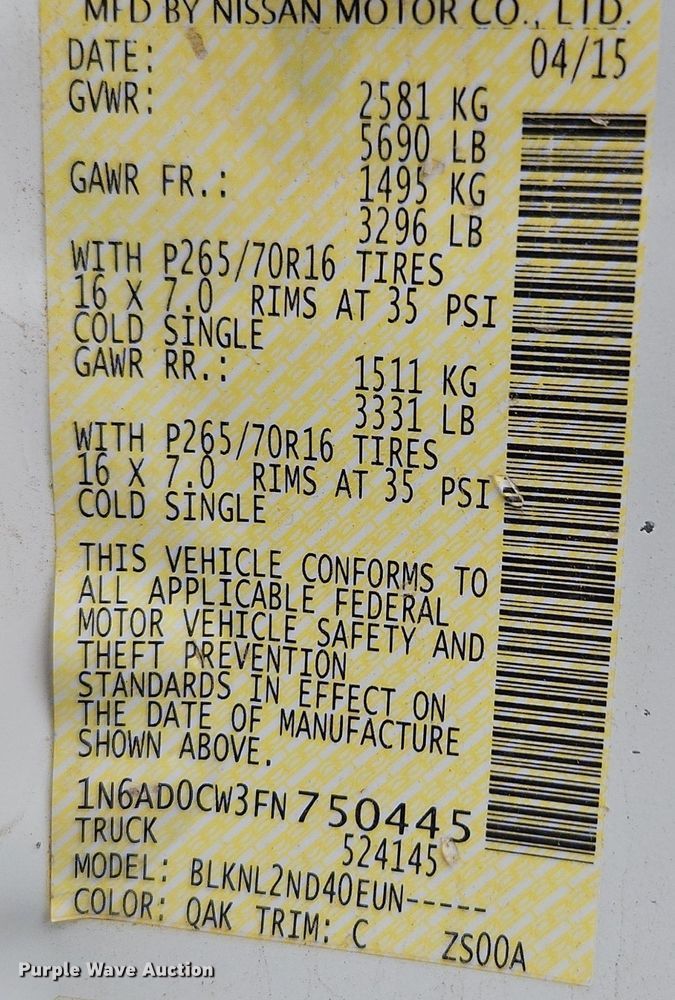 MFD BY NISSAN MOTOR CO., LTD.
DATE: 04/15
GVWR: 2581 KG
5690 LB
GAWR FR.: 1495 KG
3296 LB
WITH P265/70R16 TIRES
16 X 7.0 RIMS AT 35 PSI
COLD SINGLE
GAWR RR.: 1511 KG
3331 LB
WITH P265/70R16 TIRES
16 X 7.0 RIMS AT 35 PSI
COLD SINGLE
THIS VEHICLE CONFORMS TO
ALL APPLICABLE FEDERAL
MOTOR VEHICLE SAFETY AND
THEFT PREVENTION
STANDARDS IN EFFECT ON
THE DATE OF MANUFACTURE
SHOWN ABOVE.
1N6AD0CW3FN750445
TRUCK 524145
MODEL: BLKNL2ND40EUN-----
COLOR: QAK TRIM: C ZS00A
Purple Wave Auction